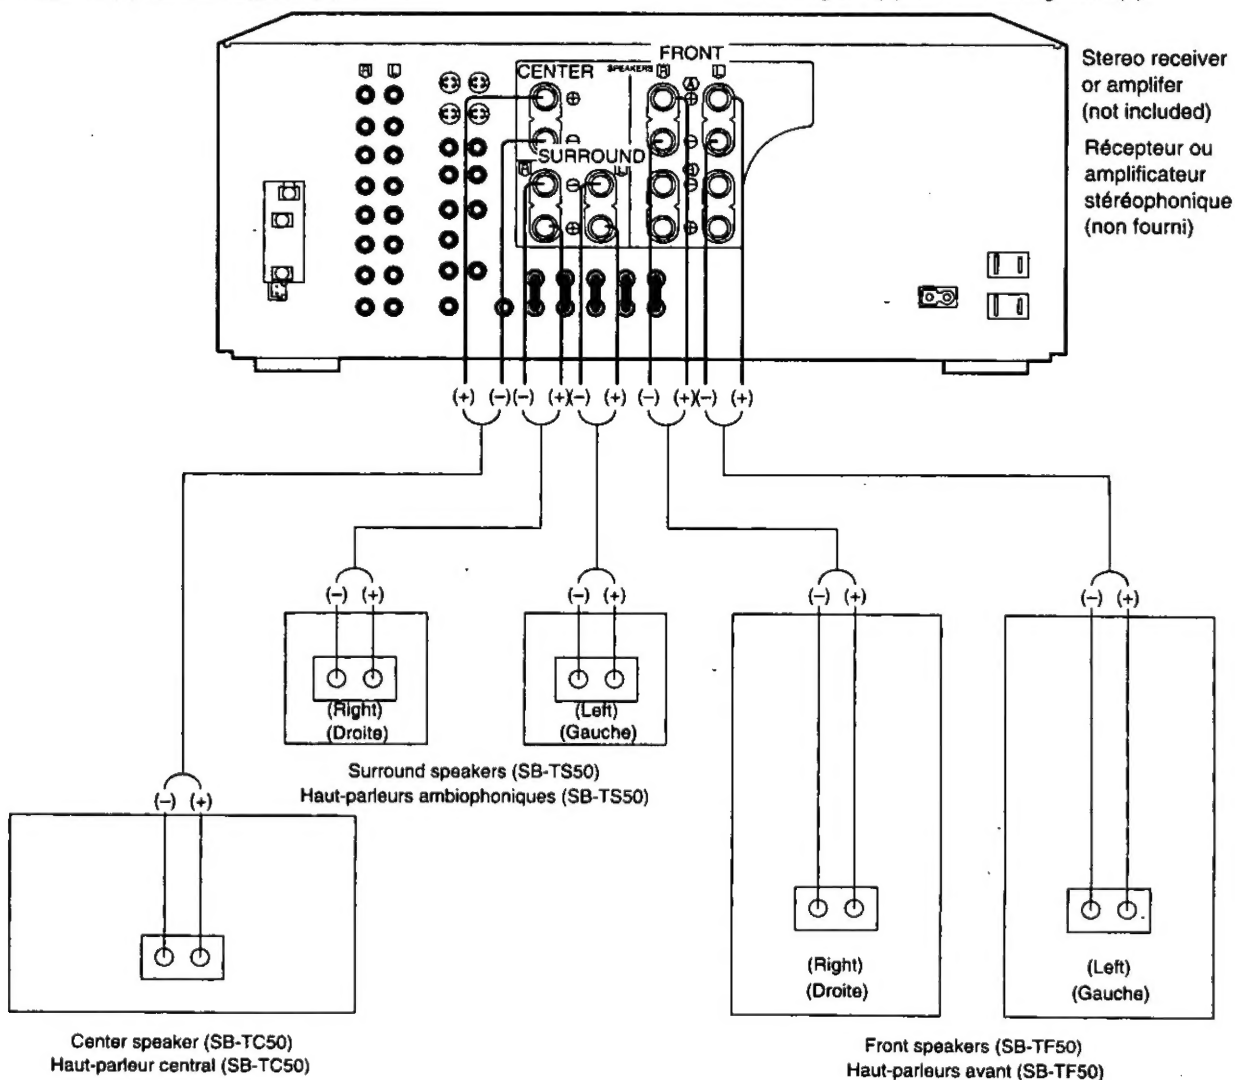 Stereo receiver
or amplifer
(not included)
Récepteur ou
amplificateur
stéréophonique
(non fourni)
FRONT
CENTER
SPEAKERS
R L
R L
A
SURROUND
R L
A
(+) (−) (−) (+) (−) (+) (−) (+) (−) (+)
(−) (+)
(−) (+)
(−) (+)
(−) (+)
(Right)
(Droite)
(Left)
(Gauche)
Surround speakers (SB-TS50)
Haut-parleurs ambiophoniques (SB-TS50)
(−) (+)
(Right)
(Droite)
(Left)
(Gauche)
Center speaker (SB-TC50)
Haut-parleur central (SB-TC50)
Front speakers (SB-TF50)
Haut-parleurs avant (SB-TF50)